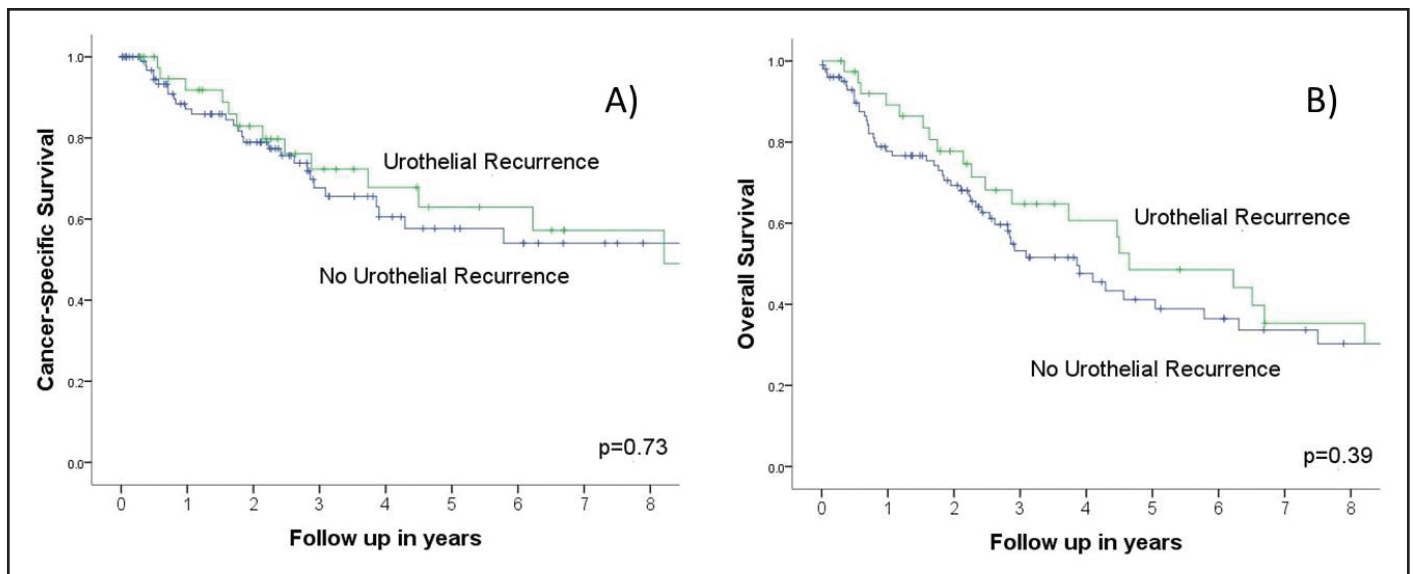 A)
Cancer-specific Survival
1.0
0.8
0.6
0.4
0.2
0.0
Urothelial Recurrence
No Urothelial Recurrence
p=0.73
0 1 2 3 4 5 6 7 8
Follow up in years
B)
Overall Survival
1.0
0.8
0.6
0.4
0.2
0.0
Urothelial Recurrence
No Urothelial Recurrence
p=0.39
0 1 2 3 4 5 6 7 8
Follow up in years